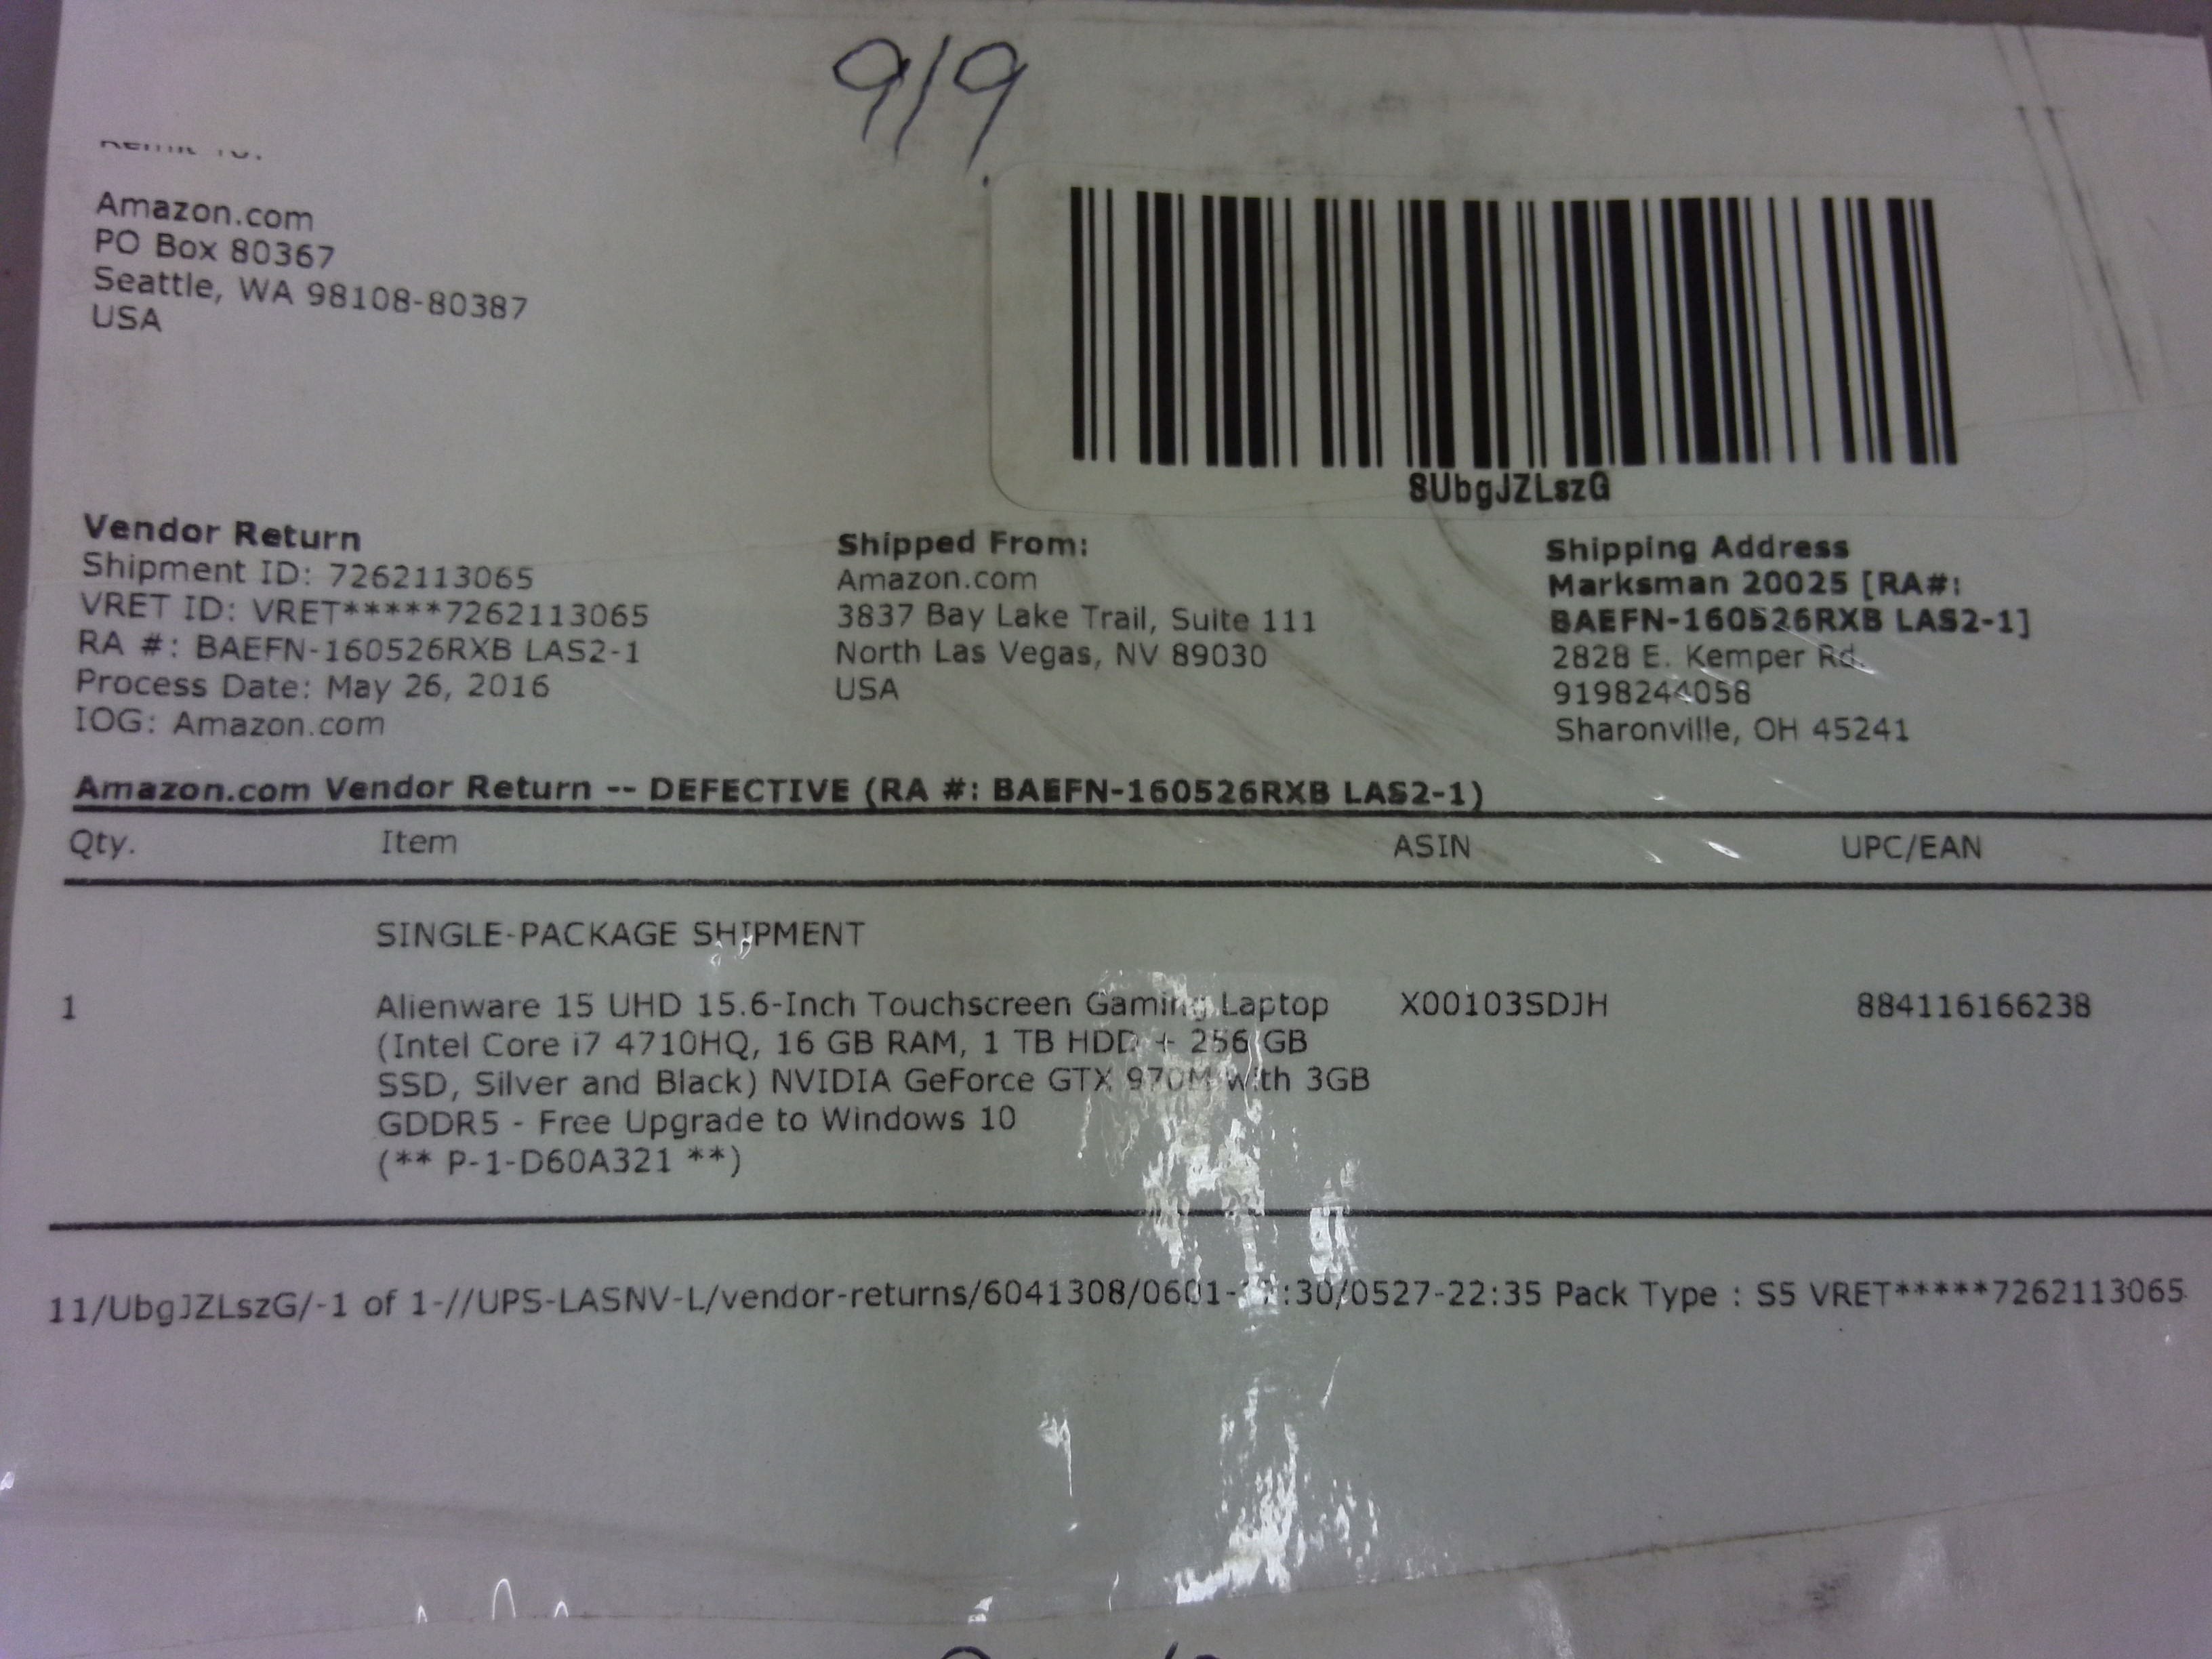 9/9
Remit To:
Amazon.com
PO Box 80367
Seattle, WA 98108-80387
USA
8UbgJZLszG
Vendor Return
Shipment ID: 7262113065
VRET ID: VRET*****7262113065
RA #: BAEFN-160526RXB LAS2-1
Process Date: May 26, 2016
IOG: Amazon.com
Shipped From:
Amazon.com
3837 Bay Lake Trail, Suite 111
North Las Vegas, NV 89030
USA
Shipping Address
Marksman 20025 [RA#:
BAEFN-160526RXB LAS2-1]
2828 E. Kemper Rd.
9198244058
Sharonville, OH 45241
Amazon.com Vendor Return -- DEFECTIVE (RA #: BAEFN-160526RXB LAS2-1)
Qty. Item ASIN UPC/EAN
SINGLE-PACKAGE SHIPMENT
1 Alienware 15 UHD 15.6-Inch Touchscreen Gaming Laptop X00103SDJH 884116166238
(Intel Core i7 4710HQ, 16 GB RAM, 1 TB HDD + 256 GB
SSD, Silver and Black) NVIDIA GeForce GTX 970M with 3GB
GDDR5 - Free Upgrade to Windows 10
(** P-1-D60A321 **)
11/UbgJZLszG/-1 of 1-//UPS-LASNV-L/vendor-returns/6041308/0601- :30/0527-22:35 Pack Type : S5 VRET*****7262113065